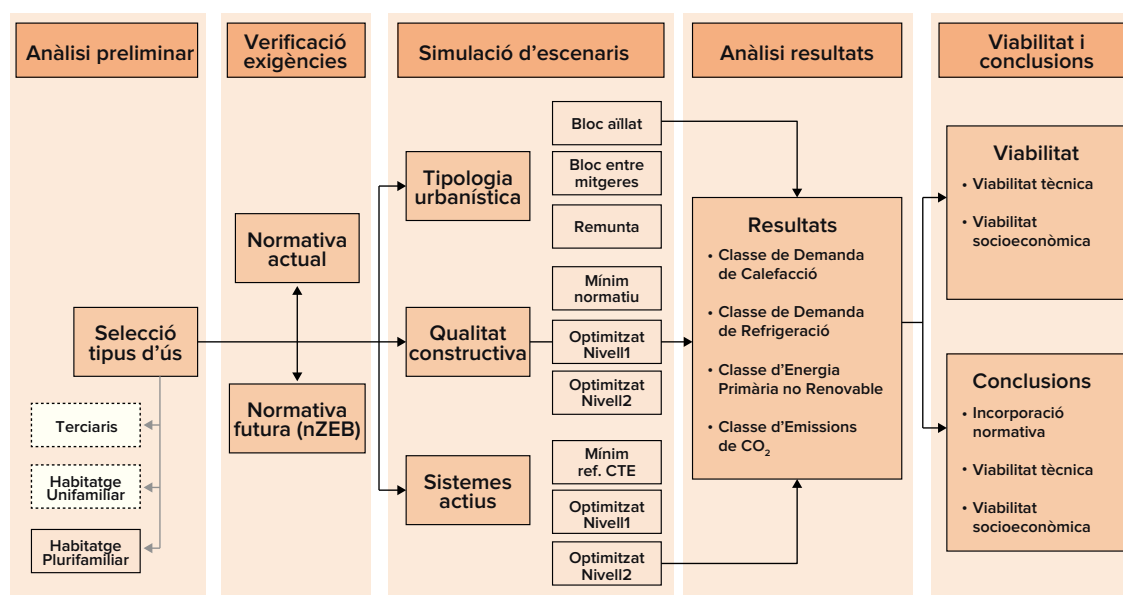 Anàlisi preliminar
Selecció
tipus d'ús
Terciaris
Habitatge
Unifamiliar
Habitatge
Plurifamiliar
Verificació
exigències
Normativa
actual
Normativa
futura (nZEB)
Simulació d'escenaris
Tipologia
urbanística
Bloc aïllat
Bloc entre
mitgeres
Remunta
Qualitat
constructiva
Mínim
normatiu
Optimitzat
Nivell1
Optimitzat
Nivell2
Sistemes
actius
Mínim
ref. CTE
Optimitzat
Nivell1
Optimitzat
Nivell2
Anàlisi resultats
Resultats
• Classe de Demanda
de Calefacció
• Classe de Demanda
de Refrigeració
• Classe d'Energia
Primària no Renovable
• Classe d'Emissions
de CO₂
Viabilitat i
conclusions
Viabilitat
• Viabilitat tècnica
• Viabilitat
socioeconòmica
Conclusions
• Incorporació
normativa
• Viabilitat tècnica
• Viabilitat
socioeconòmica